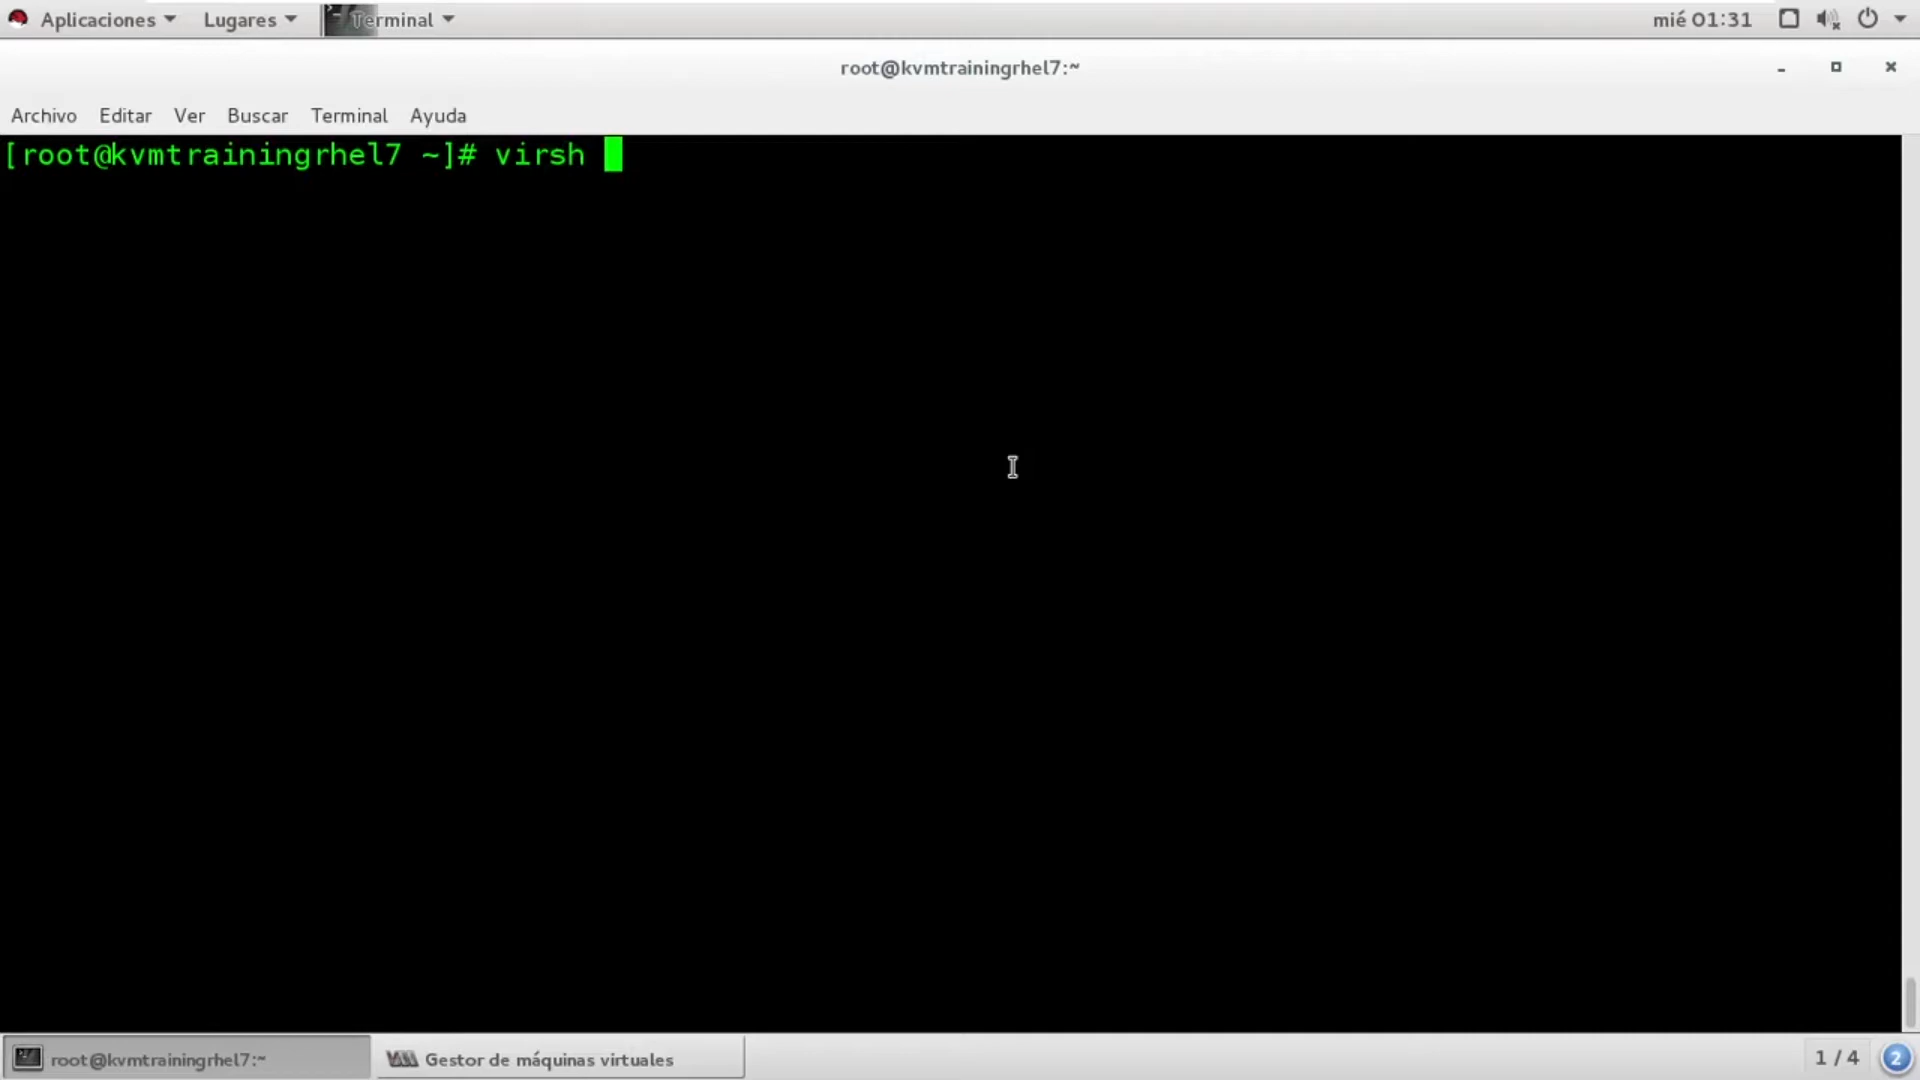 Aplicaciones Lugares Terminal mié 01:31
root@kvmtrainingrhel7:~
Archivo Editar Ver Buscar Terminal Ayuda
[root@kvmtrainingrhel7 ~]# virsh
root@kvmtrainingrhel7:~ Gestor de máquinas virtuales 1 / 4 2